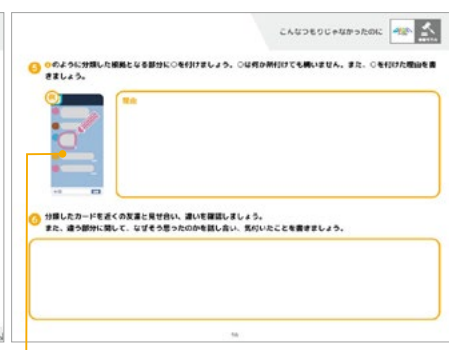 こんなつもりじゃなかったのに
5
のように分類した根拠となる部分に○を付けましょう。○は何か所付けても構いません。また、○を付けた理由を書
きましょう。
例
理由
6 分類したカードを近くの友達と見せ合い、違いを確認しましょう。
また、違う部分に関して、なぜそう思ったのかを話し合い、気付いたことを書きましょう。